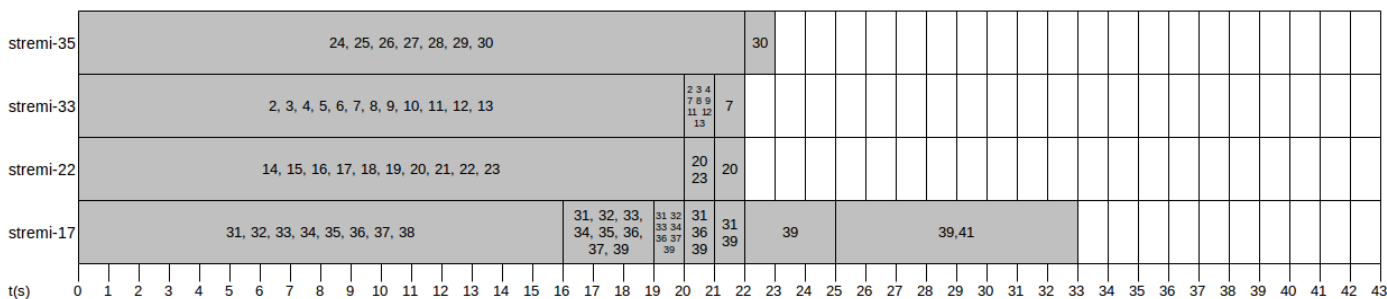 stremi-35
24, 25, 26, 27, 28, 29, 30
30
stremi-33
2, 3, 4, 5, 6, 7, 8, 9, 10, 11, 12, 13
2 3 4
7 8 9
11 12
13
7
stremi-22
14, 15, 16, 17, 18, 19, 20, 21, 22, 23
20
23
20
stremi-17
31, 32, 33, 34, 35, 36, 37, 38
31, 32, 33,
34, 35, 36,
37, 39
31 32
33 34
36 37
39
31
36
39
31
39
39
39,41
t(s) 0 1 2 3 4 5 6 7 8 9 10 11 12 13 14 15 16 17 18 19 20 21 22 23 24 25 26 27 28 29 30 31 32 33 34 35 36 37 38 39 40 41 42 43